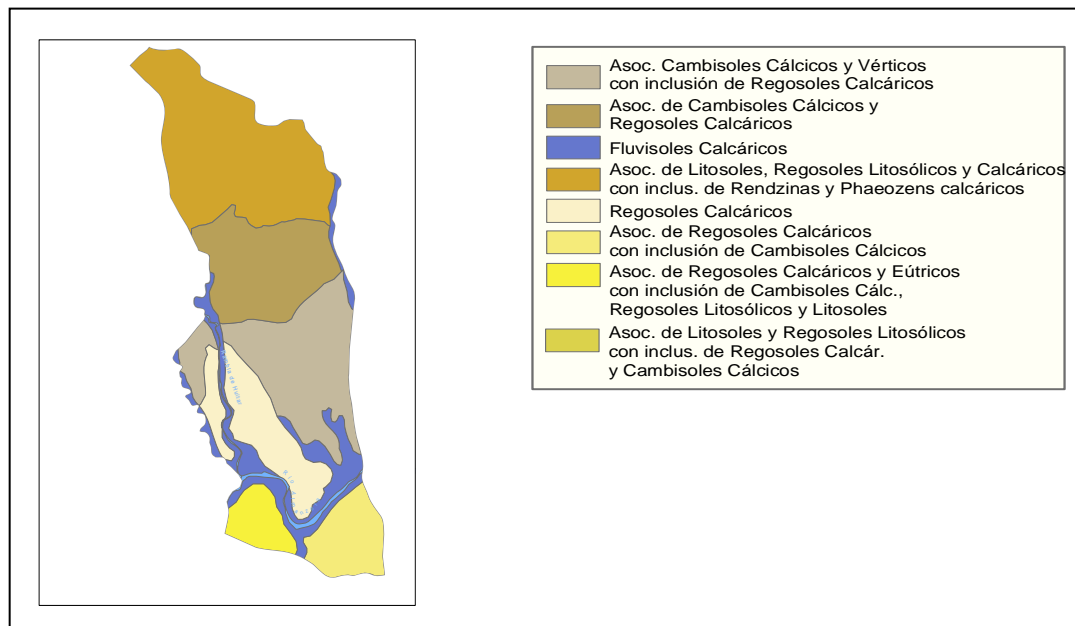 Asoc. Cambisoles Cálcicos y Vérticos
con inclusión de Regosoles Calcáricos
Asoc. de Cambisoles Cálcicos y
Regosoles Calcáricos
Fluvisoles Calcáricos
Asoc. de Litosoles, Regosoles Litosólicos y Calcáricos
con inclus. de Rendzinas y Phaeozens calcáricos
Regosoles Calcáricos
Asoc. de Regosoles Calcáricos
con inclusión de Cambisoles Cálcicos
Asoc. de Regosoles Calcáricos y Eútricos
con inclusión de Cambisoles Cálc.,
Regosoles Litosólicos y Litosoles
Asoc. de Litosoles y Regosoles Litosólicos
con inclus. de Regosoles Calcár.
y Cambisoles Cálcicos